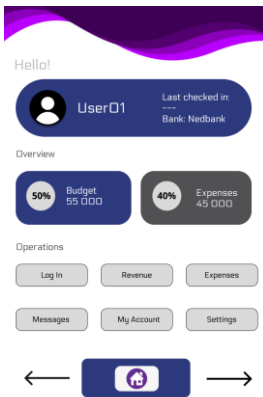 Hello!
User01
Last checked in:
---
Bank: Nedbank
Overview
50%
Budget
55 000
40%
Expenses
45 000
Operations
Log In
Revenue
Expenses
Messages
My Account
Settings